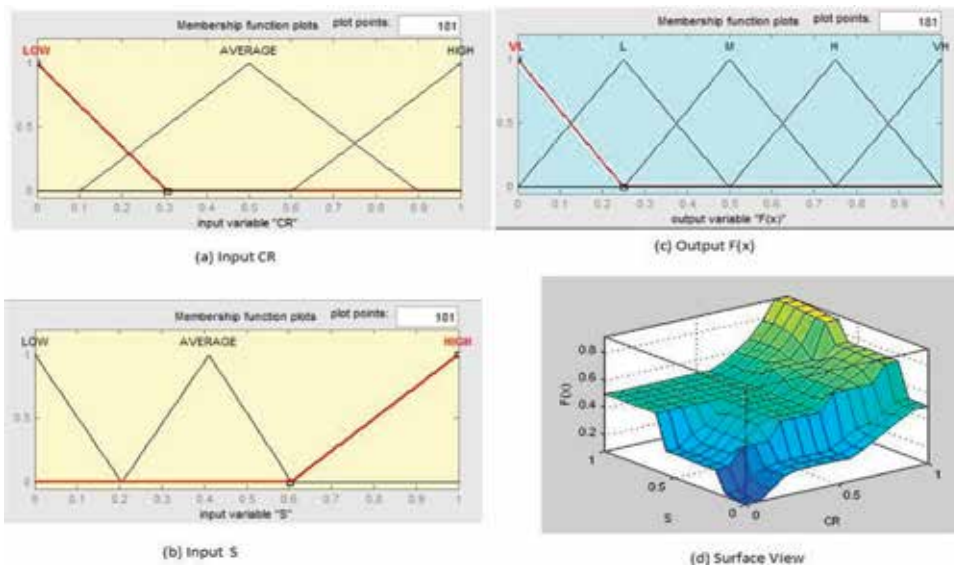 Membership function plots plot points: 181
LOW AVERAGE HIGH
1
0.5
0
0 0.1 0.2 0.3 0.4 0.5 0.6 0.7 0.8 0.9 1
input variable "CR"
(a) Input CR
Membership function plots plot points: 181
VL L M H VH
1
0.5
0
0 0.1 0.2 0.3 0.4 0.5 0.6 0.7 0.8 0.9 1
output variable "F(x)"
(c) Output F(x)
Membership function plots plot points: 181
LOW AVERAGE HIGH
1
0.5
0
0 0.1 0.2 0.3 0.4 0.5 0.6 0.7 0.8 0.9 1
input variable "S"
(b) Input S
0.8
0.6
0.4
0.2
F(x)
1
0.5
0
S
0
0.5
1
CR
(d) Surface View